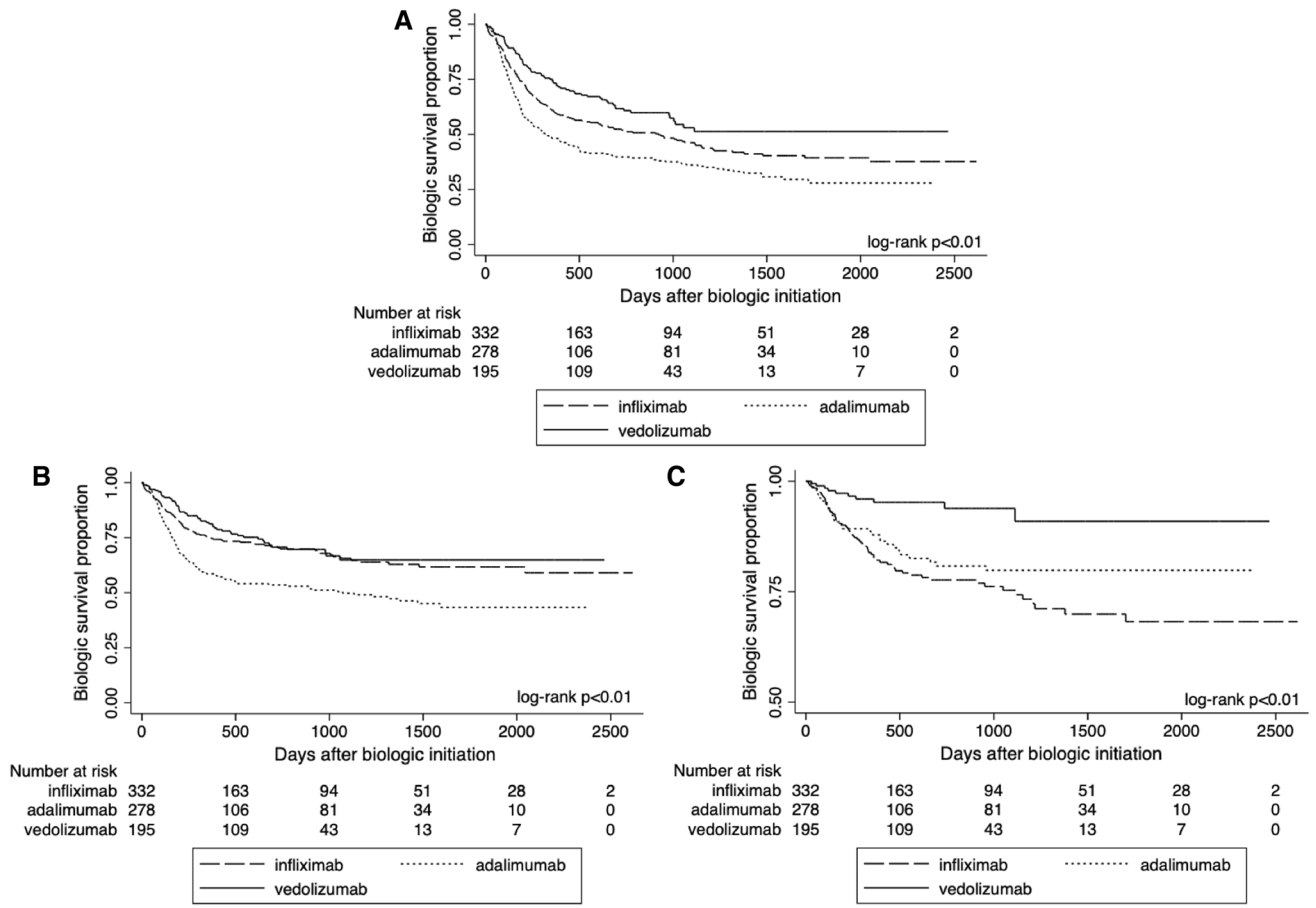 A
Biologic survival proportion
1.00
0.75
0.50
0.25
0.00
log-rank p<0.01
0 500 1000 1500 2000 2500
Days after biologic initiation
Number at risk
infliximab 332 163 94 51 28 2
adalimumab 278 106 81 34 10 0
vedolizumab 195 109 43 13 7 0
infliximab adalimumab
vedolizumab
B
Biologic survival proportion
1.00
0.75
0.50
0.25
0.00
log-rank p<0.01
0 500 1000 1500 2000 2500
Days after biologic initiation
Number at risk
infliximab 332 163 94 51 28 2
adalimumab 278 106 81 34 10 0
vedolizumab 195 109 43 13 7 0
infliximab adalimumab
vedolizumab
C
Biologic survival proportion
1.00
0.75
0.50
log-rank p<0.01
0 500 1000 1500 2000 2500
Days after biologic initiation
Number at risk
infliximab 332 163 94 51 28 2
adalimumab 278 106 81 34 10 0
vedolizumab 195 109 43 13 7 0
infliximab adalimumab
vedolizumab